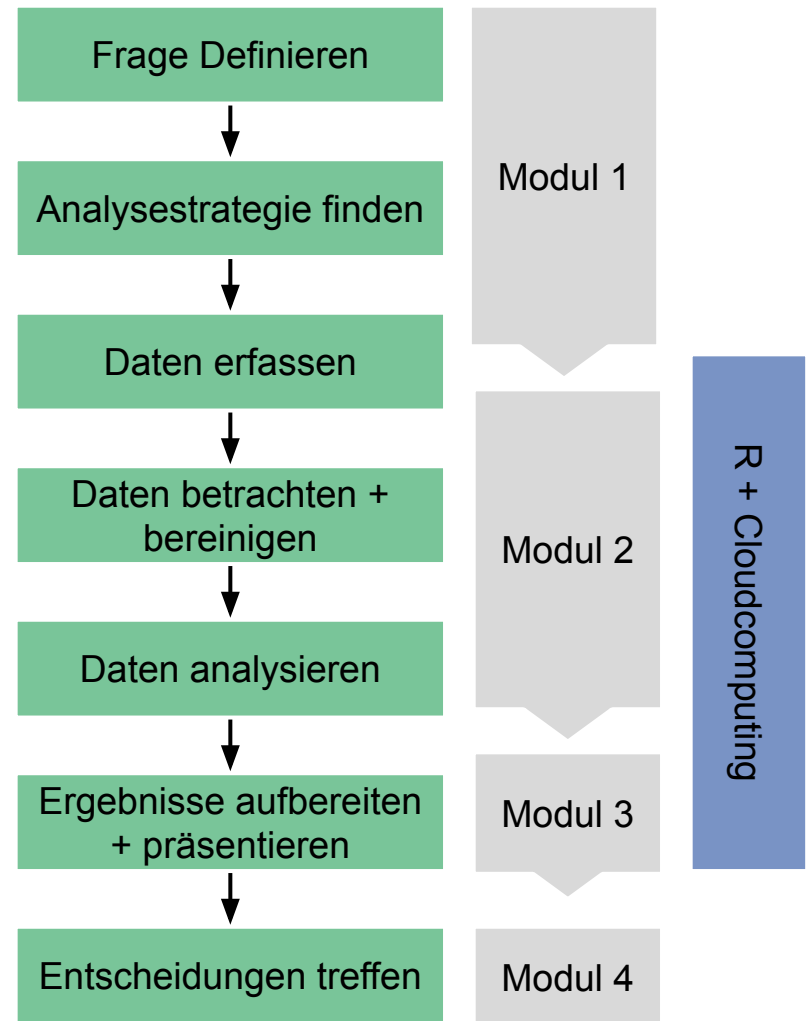 Frage Definieren
Analysestrategie finden
Daten erfassen
Daten betrachten +
bereinigen
Daten analysieren
Ergebnisse aufbereiten
+ präsentieren
Entscheidungen treffen
Modul 1
Modul 2
Modul 3
Modul 4
R + Cloudcomputing